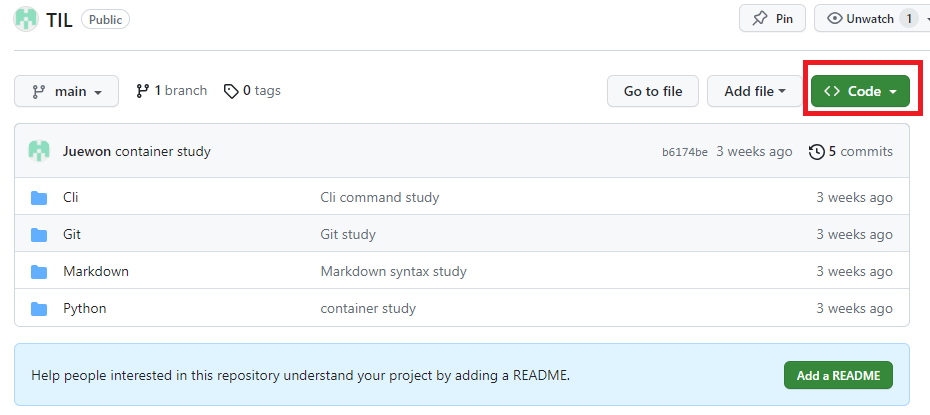 TIL Public Pin Unwatch 1
main 1 branch 0 tags Go to file Add file Code
Juewon container study b6174be 3 weeks ago 5 commits
Cli Cli command study 3 weeks ago
Git Git study 3 weeks ago
Markdown Markdown syntax study 3 weeks ago
Python container study 3 weeks ago
Help people interested in this repository understand your project by adding a README. Add a README